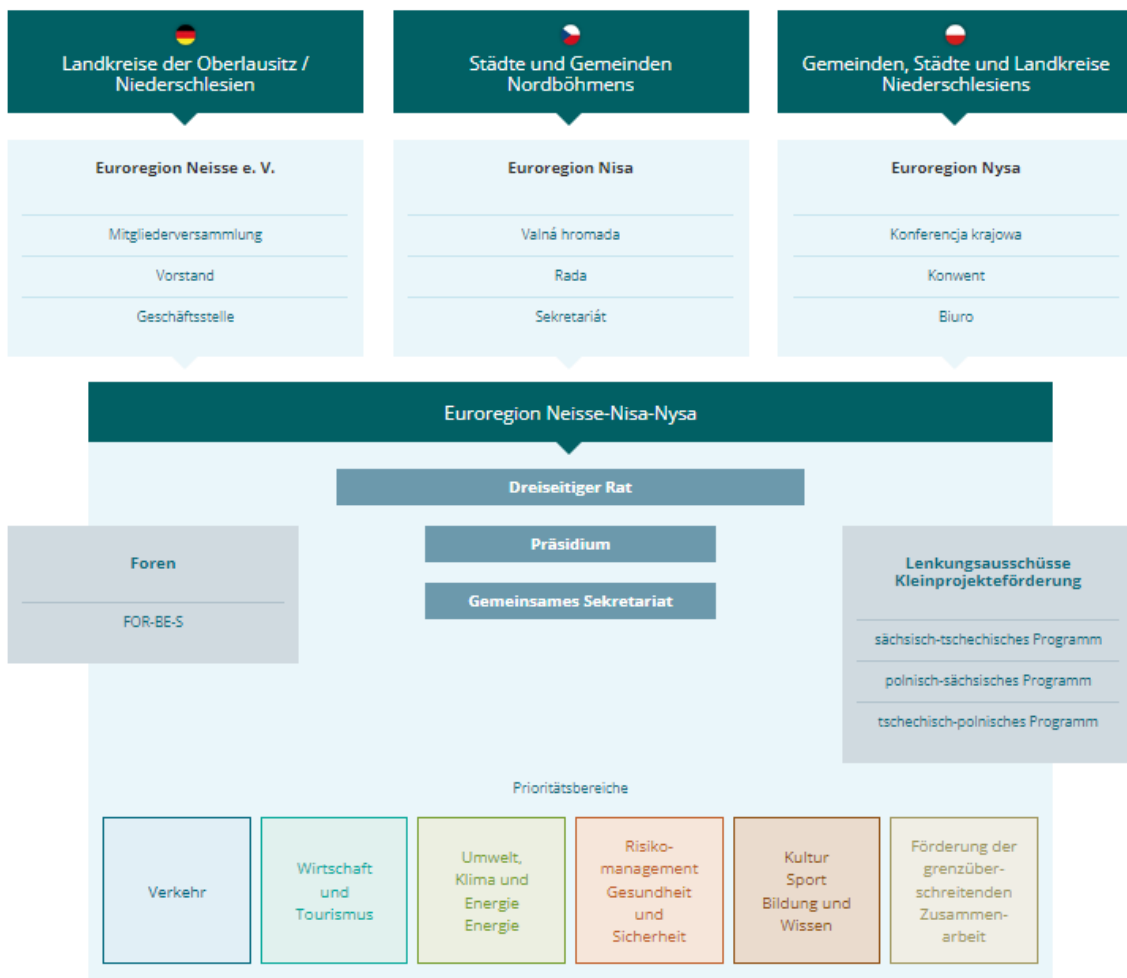 Landkreise der Oberlausitz /
Niederschlesien
Städte und Gemeinden
Nordböhmens
Gemeinden, Städte und Landkreise
Niederschlesiens
Euroregion Neisse e. V.
Mitgliederversammlung
Vorstand
Geschäftsstelle
Euroregion Nisa
Valná hromada
Rada
Sekretariát
Euroregion Nysa
Konferencja krajowa
Konwent
Biuro
Euroregion Neisse-Nisa-Nysa
Dreiseitiger Rat
Präsidium
Gemeinsames Sekretariat
Foren
FOR-BE-S
Lenkungsausschüsse
Kleinprojekteförderung
sächsisch-tschechisches Programm
polnisch-sächsisches Programm
tschechisch-polnisches Programm
Prioritätsbereiche
Verkehr
Wirtschaft
und
Tourismus
Umwelt,
Klima und
Energie
Energie
Risiko-
management
Gesundheit
und
Sicherheit
Kultur
Sport
Bildung und
Wissen
Förderung der
grenzüber-
schreitenden
Zusammen-
arbeit